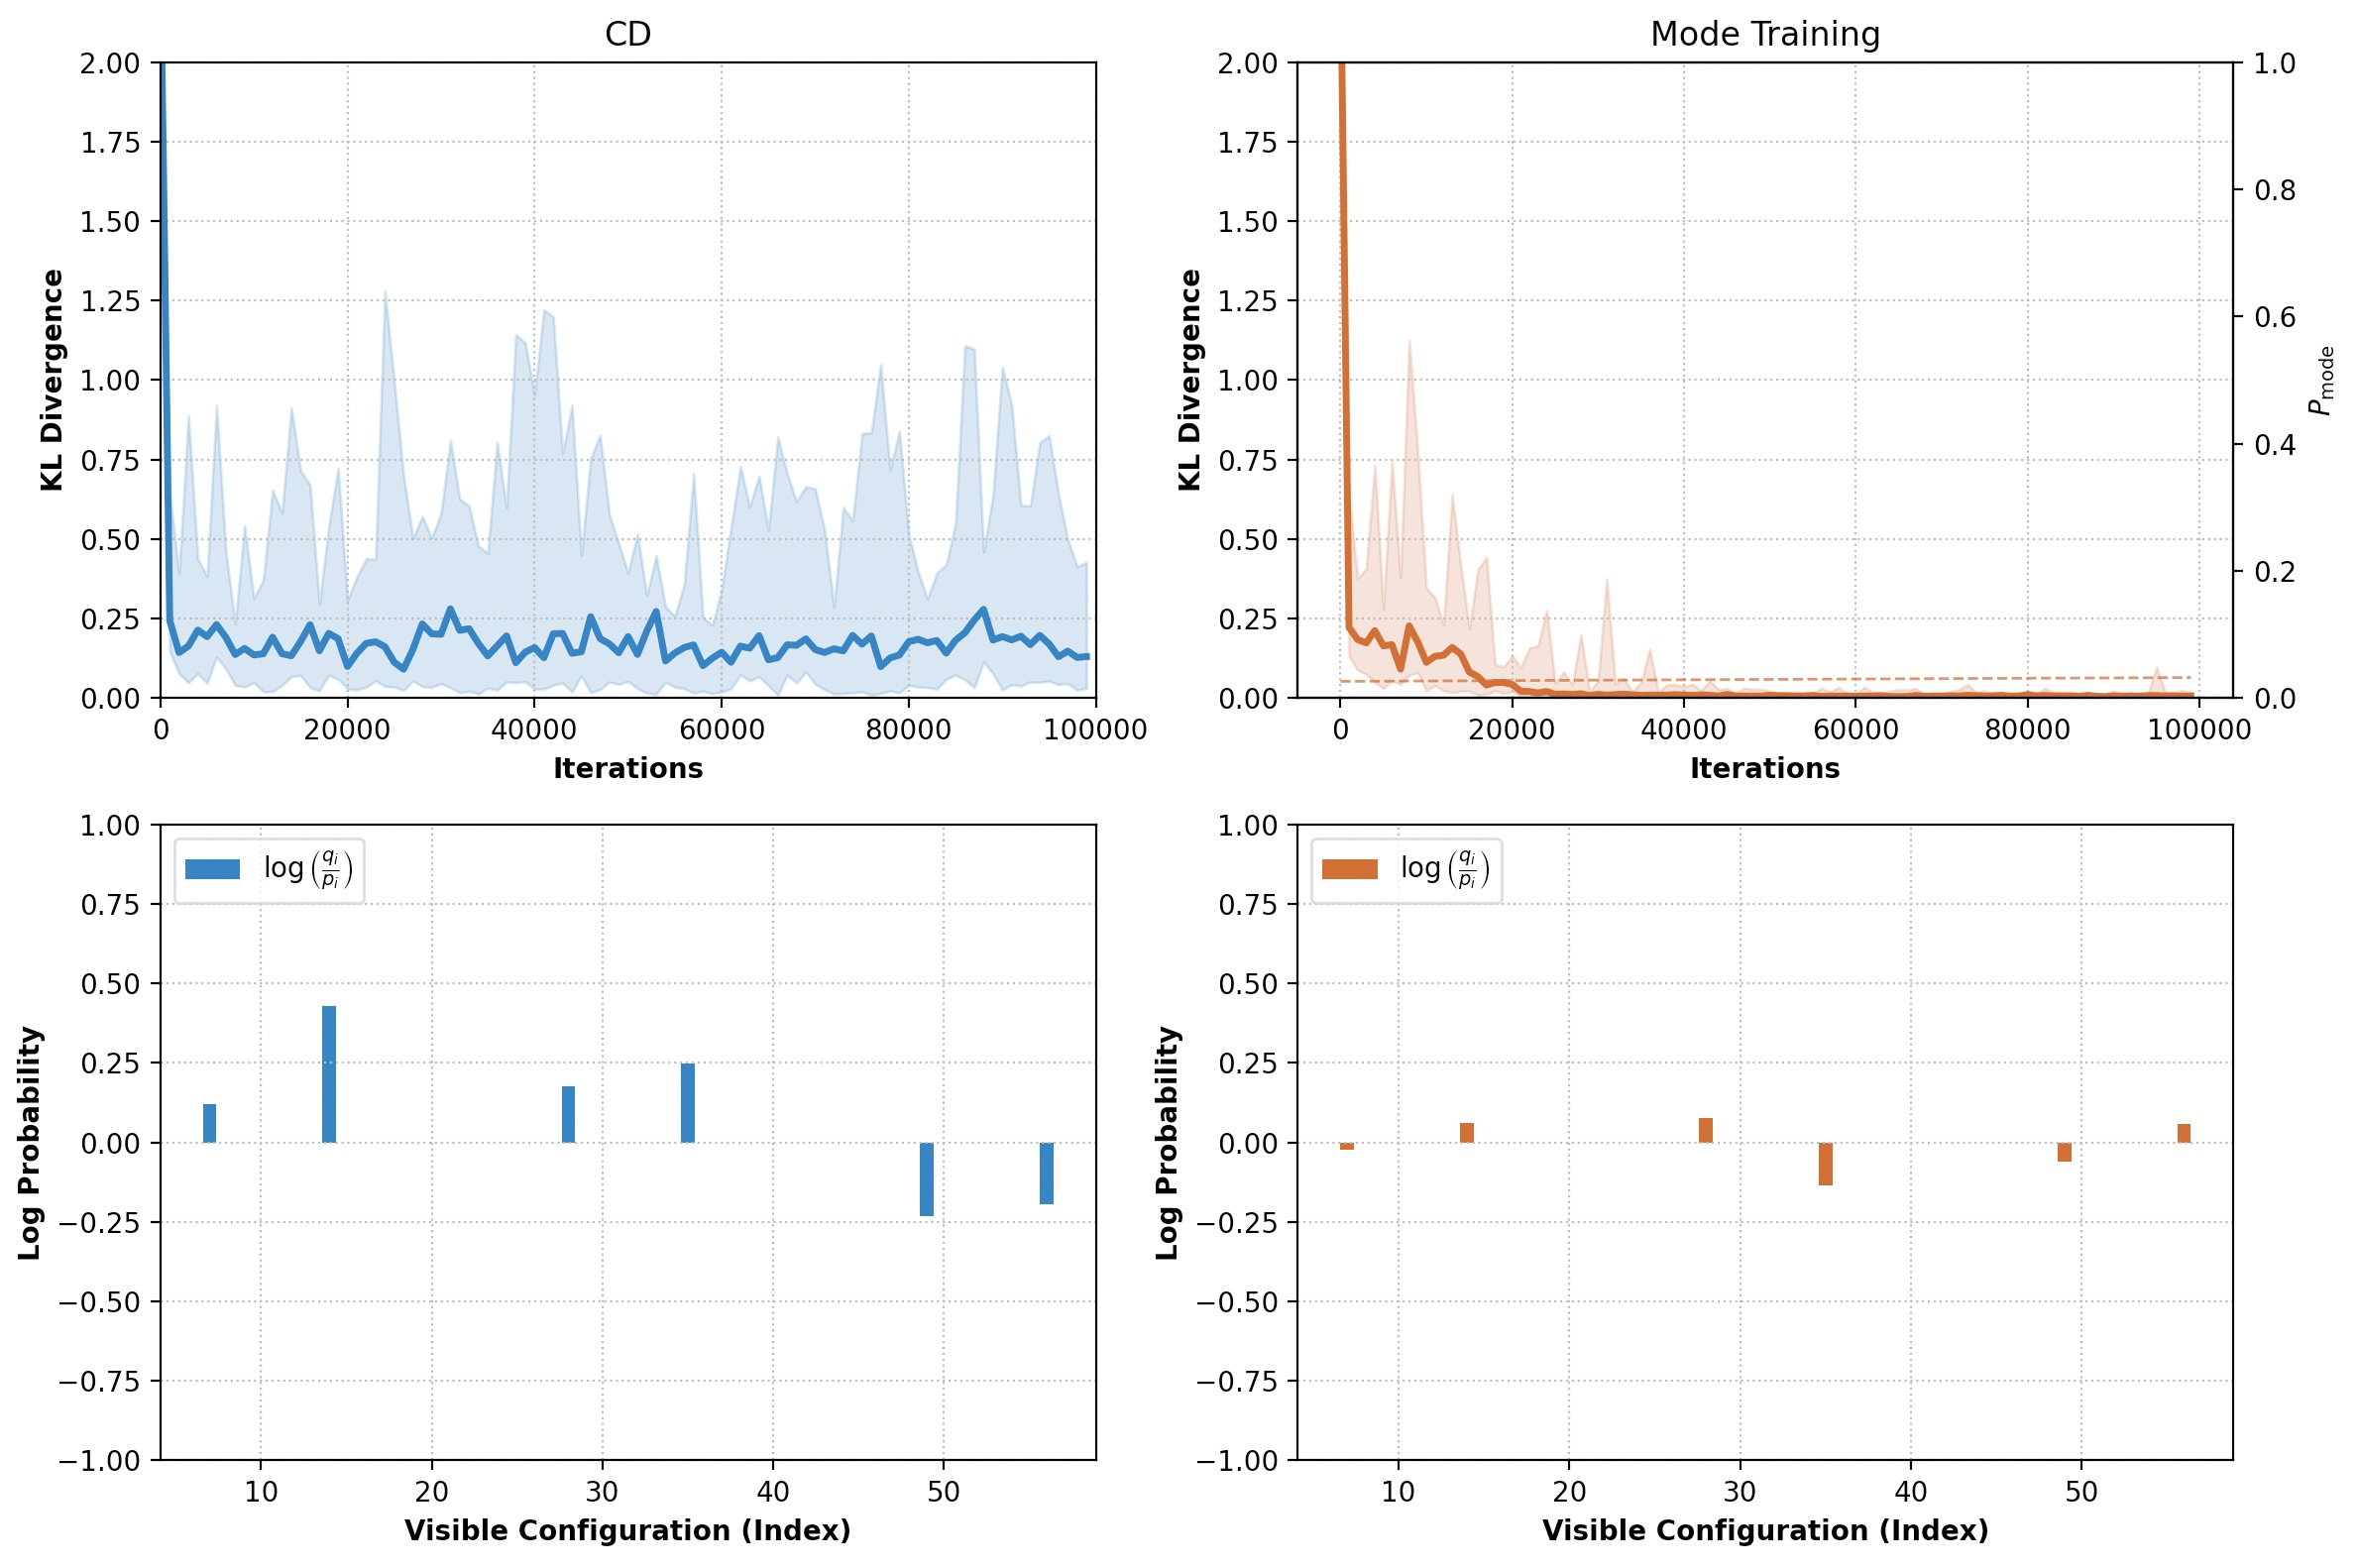 CD
2.00
1.75
1.50
1.25
1.00
0.75
0.50
0.25
0.00
KL Divergence
0 20000 40000 60000 80000 100000
Iterations
Mode Training
2.00
1.75
1.50
1.25
1.00
0.75
0.50
0.25
0.00
KL Divergence
1.0
0.8
0.6
0.4
0.2
0.0
P_mode
0 20000 40000 60000 80000 100000
Iterations
log (q_i/p_i)
1.00
0.75
0.50
0.25
0.00
−0.25
−0.50
−0.75
−1.00
Log Probability
10 20 30 40 50
Visible Configuration (Index)
log (q_i/p_i)
1.00
0.75
0.50
0.25
0.00
−0.25
−0.50
−0.75
−1.00
Log Probability
10 20 30 40 50
Visible Configuration (Index)